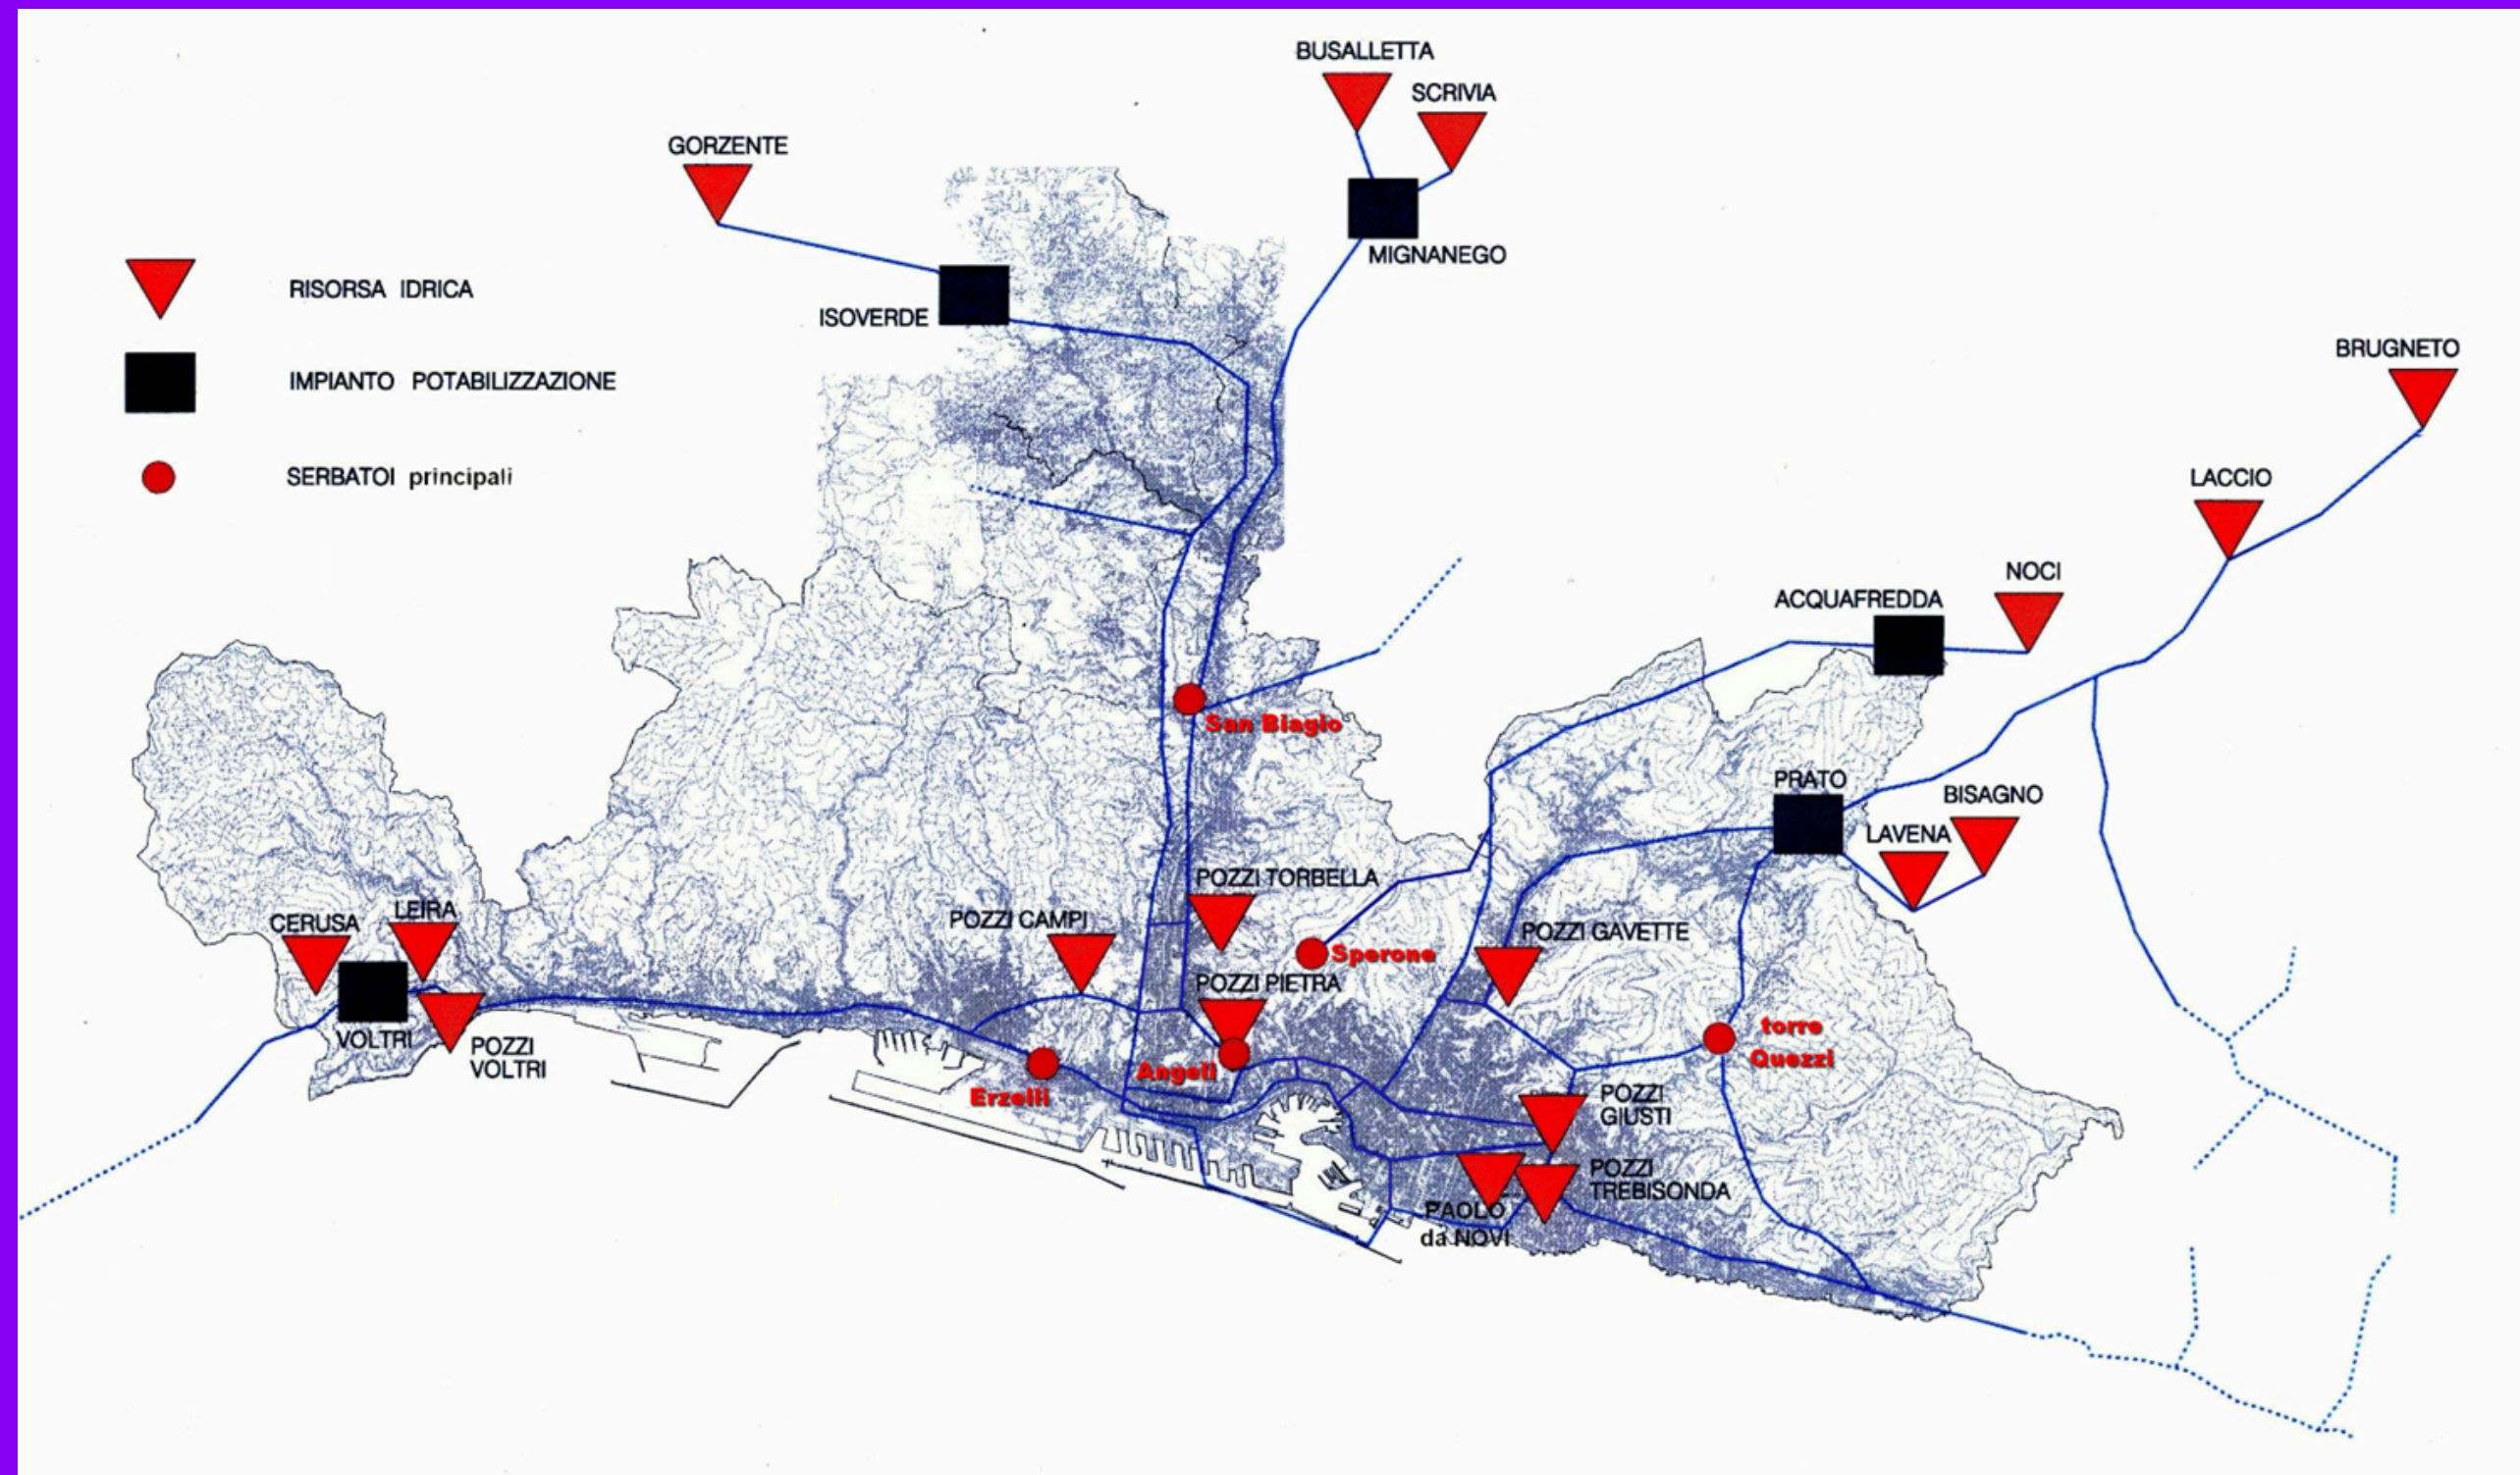 BUSALLETTA
SCRIVIA
GORZENTE
MIGNANEGO
RISORSA IDRICA
ISOVERDE
IMPIANTO POTABILIZZAZIONE
BRUGNETO
SERBATOI principali
LACCIO
NOCI
ACQUAFREDDA
San Biagio
PRATO
BISAGNO
LAVENA
POZZI TORBELLA
POZZI CAMPI
LEIRA
CERUSA
POZZI GAVETTE
Sperone
POZZI PIETRA
VOLTRI
POZZI
VOLTRI
torre
Quezzi
Angeli
Erzelli
POZZI
GIUSTI
POZZI
TREBISONDA
PAOLO
da NOVI